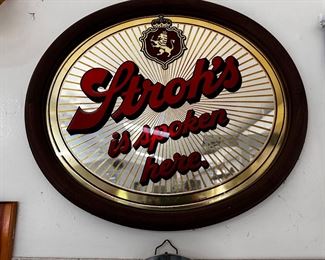 Stroh's
is spoken
here.